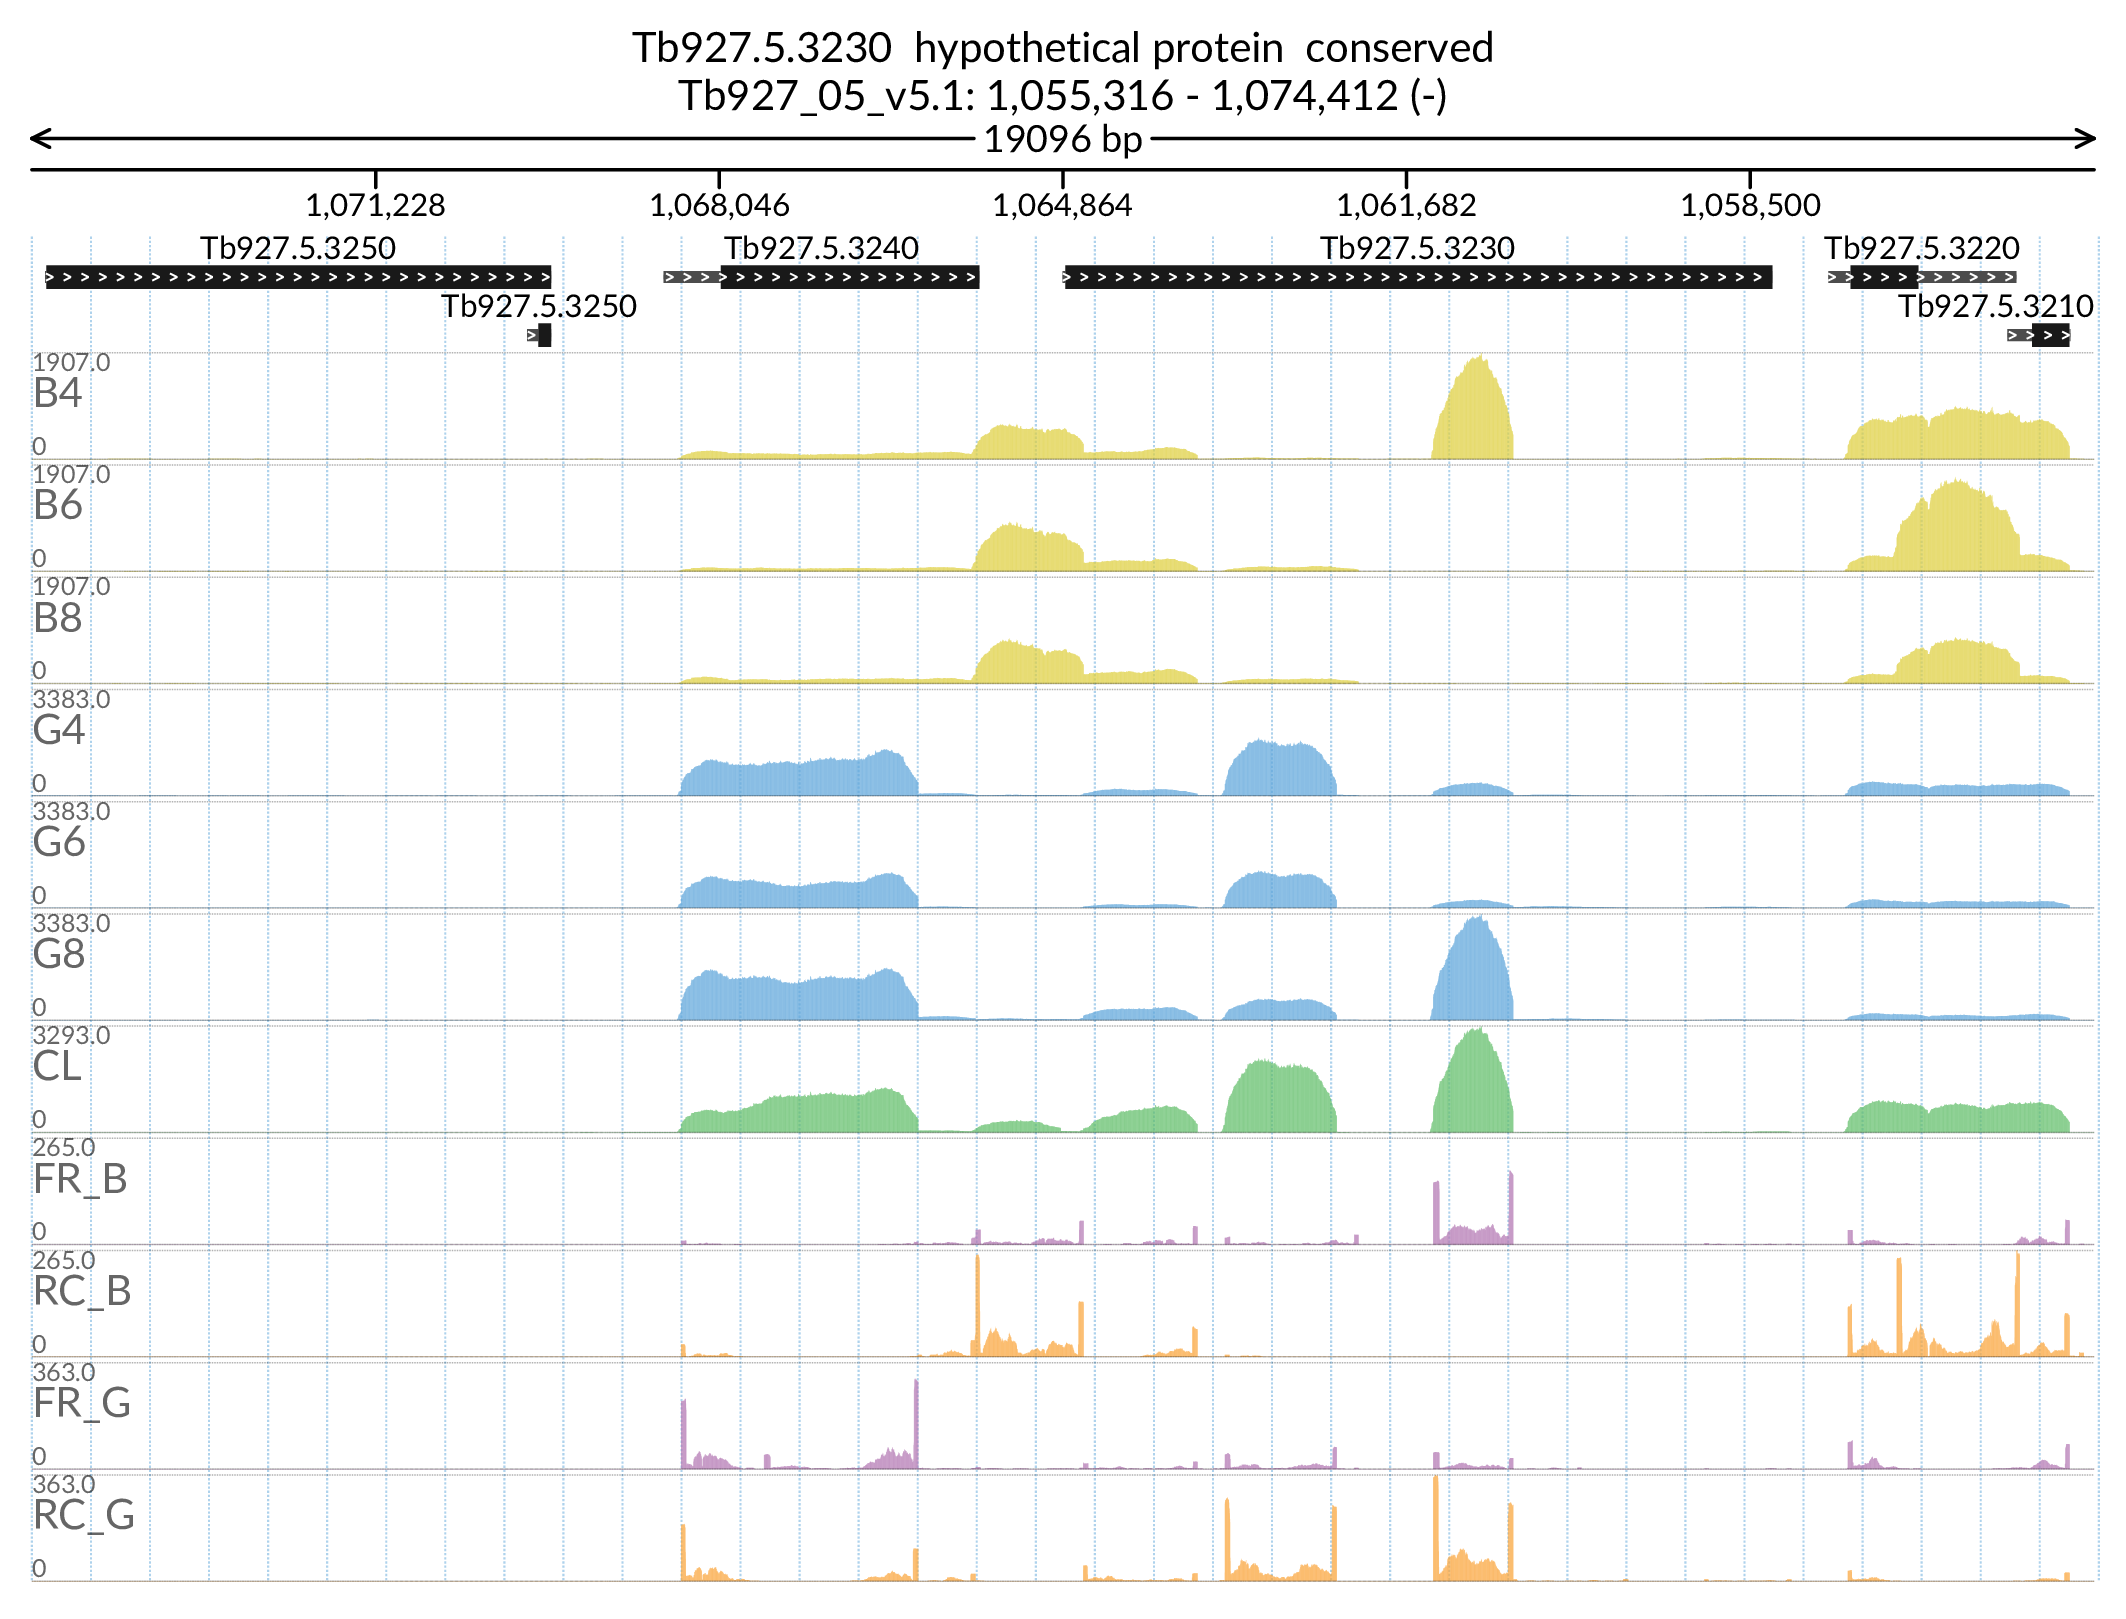 Tb927.5.3230  hypothetical protein  conserved
Tb927_05_v5.1: 1,055,316 - 1,074,412 (-)
19096 bp
1,071,228 1,068,046 1,064,864 1,061,682 1,058,500
Tb927.5.3250 Tb927.5.3240 Tb927.5.3230 Tb927.5.3220
Tb927.5.3250 Tb927.5.3210
1907.0
B4
0
1907.0
B6
0
1907.0
B8
0
3383.0
G4
0
3383.0
G6
0
3383.0
G8
0
3293.0
CL
0
265.0
FR_B
0
265.0
RC_B
0
363.0
FR_G
0
363.0
RC_G
0